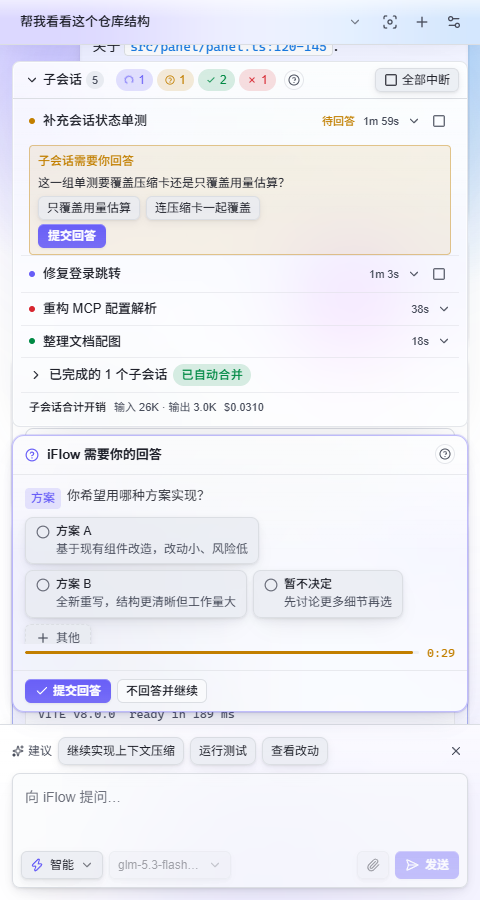 帮我看看这个仓库结构
关于 src/panel/panel.ts:120-145 .
子会话 5 1 1 2 1 全部中断
补充会话状态单测 待回答 1m 59s
子会话需要你回答
这一组单测要覆盖压缩卡还是只覆盖用量估算?
只覆盖用量估算 连压缩卡一起覆盖
提交回答
修复登录跳转 1m 3s
重构 MCP 配置解析 38s
整理文档配图 18s
已完成的 1 个子会话 已自动合并
子会话合计开销 输入 26K · 输出 3.0K $0.0310
iFlow 需要你的回答
方案 你希望用哪种方案实现?
方案 A
基于现有组件改造，改动小、风险低
方案 B 暂不决定
全新重写，结构更清晰但工作量大 先讨论更多细节再选
其他
0:29
提交回答 不回答并继续
VITE v8.0.0 ready in 189 ms
建议 继续实现上下文压缩 运行测试 查看改动
向 iFlow 提问…
智能 glm-5.3-flash… 发送